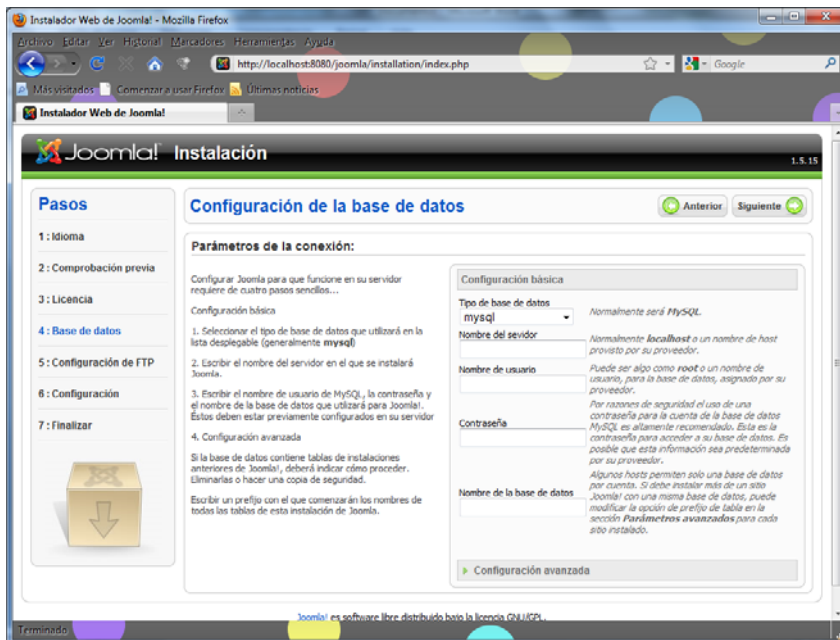 Instalador Web de Joomla! - Mozilla Firefox
Archivo Editar Ver Historial Marcadores Herramientas Ayuda
http://localhost:8080/joomla/installation/index.php
Google
Más visitados Comenzar a usar Firefox Últimas noticias
Instalador Web de Joomla!
Joomla! Instalación
1.5.15
Pasos
1 : Idioma
2 : Comprobación previa
3 : Licencia
4 : Base de datos
5 : Configuración de FTP
6 : Configuración
7 : Finalizar
Configuración de la base de datos
Anterior Siguiente
Parámetros de la conexión:
Configurar Joomla para que funcione en su servidor
requiere de cuatro pasos sencillos...
Configuración básica
1. Seleccionar el tipo de base de datos que utilizará en la
lista desplegable (generalmente mysql)
2. Escribir el nombre del servidor en el que se instalará
Joomla.
3. Escribir el nombre de usuario de MySQL, la contraseña y
el nombre de la base de datos que utilizará para Joomla!.
Éstos deben estar previamente configurados en su servidor
4. Configuración avanzada
Si la base de datos contiene tablas de instalaciones
anteriores de Joomla!, deberá indicar cómo proceder.
Eliminarlas o hacer una copia de seguridad.
Escribir un prefijo con el que comenzarán los nombres de
todas las tablas de esta instalación de Joomla.
Configuración básica
Tipo de base de datos
mysql
Normalmente será MySQL.
Nombre del sevidor
Normalmente localhost o un nombre de host
provisto por su proveedor.
Nombre de usuario
Puede ser algo como root o un nombre de
usuario, para la base de datos, asignado por su
proveedor.
Contraseña
Por razones de seguridad el uso de una
contraseña para la cuenta de la base de datos
MySQL es altamente recomendado. Esta es la
contraseña para acceder a su base de datos. Es
posible que esta información sea predeterminada
por su proveedor.
Nombre de la base de datos
Algunos hosts permiten solo una base de datos
por cuenta. Si debe instalar más de un sitio
Joomla! con una misma base de datos, puede
modificar la opción de prefijo de tabla en la
sección Parámetros avanzados para cada
sitio instalado.
Configuración avanzada
Joomla! es software libre distribuido bajo la licencia GNU/GPL.
Terminado